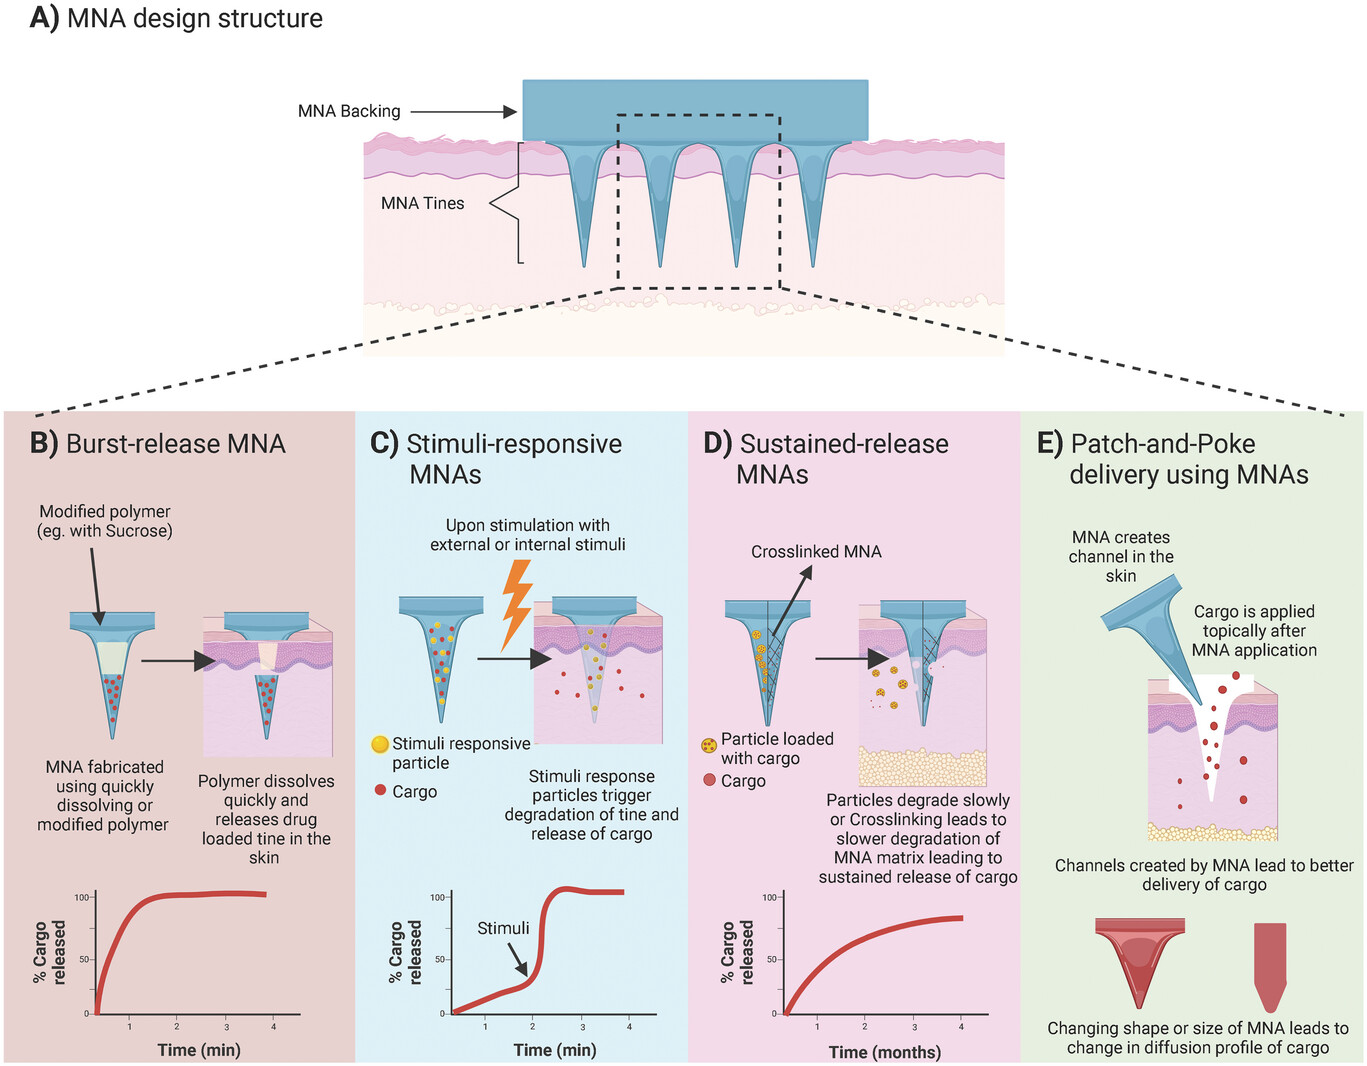 A) MNA design structure
MNA Backing
MNA Tines
B) Burst-release MNA
Modified polymer
(eg. with Sucrose)
MNA fabricated
using quickly
dissolving or
modified polymer
Polymer dissolves
quickly and
releases drug
loaded tine in the
skin
% Cargo
released
100
50
0
1
2
3
4
Time (min)
C) Stimuli-responsive
MNAs
Upon stimulation with
external or internal stimuli
Stimuli responsive
particle
Cargo
Stimuli response
particles trigger
degradation of tine and
release of cargo
% Cargo
released
100
50
0
Stimuli
1
2
3
4
Time (min)
D) Sustained-release
MNAs
Crosslinked MNA
Particle loaded
with cargo
Cargo
Particles degrade slowly
or Crosslinking leads to
slower degradation of
MNA matrix leading to
sustained release of cargo
% Cargo
released
100
50
0
1
2
3
4
Time (months)
E) Patch-and-Poke
delivery using MNAs
MNA creates
channel in the
skin
Cargo is applied
topically after
MNA application
Channels created by MNA lead to better
delivery of cargo
Changing shape or size of MNA leads to
change in diffusion profile of cargo